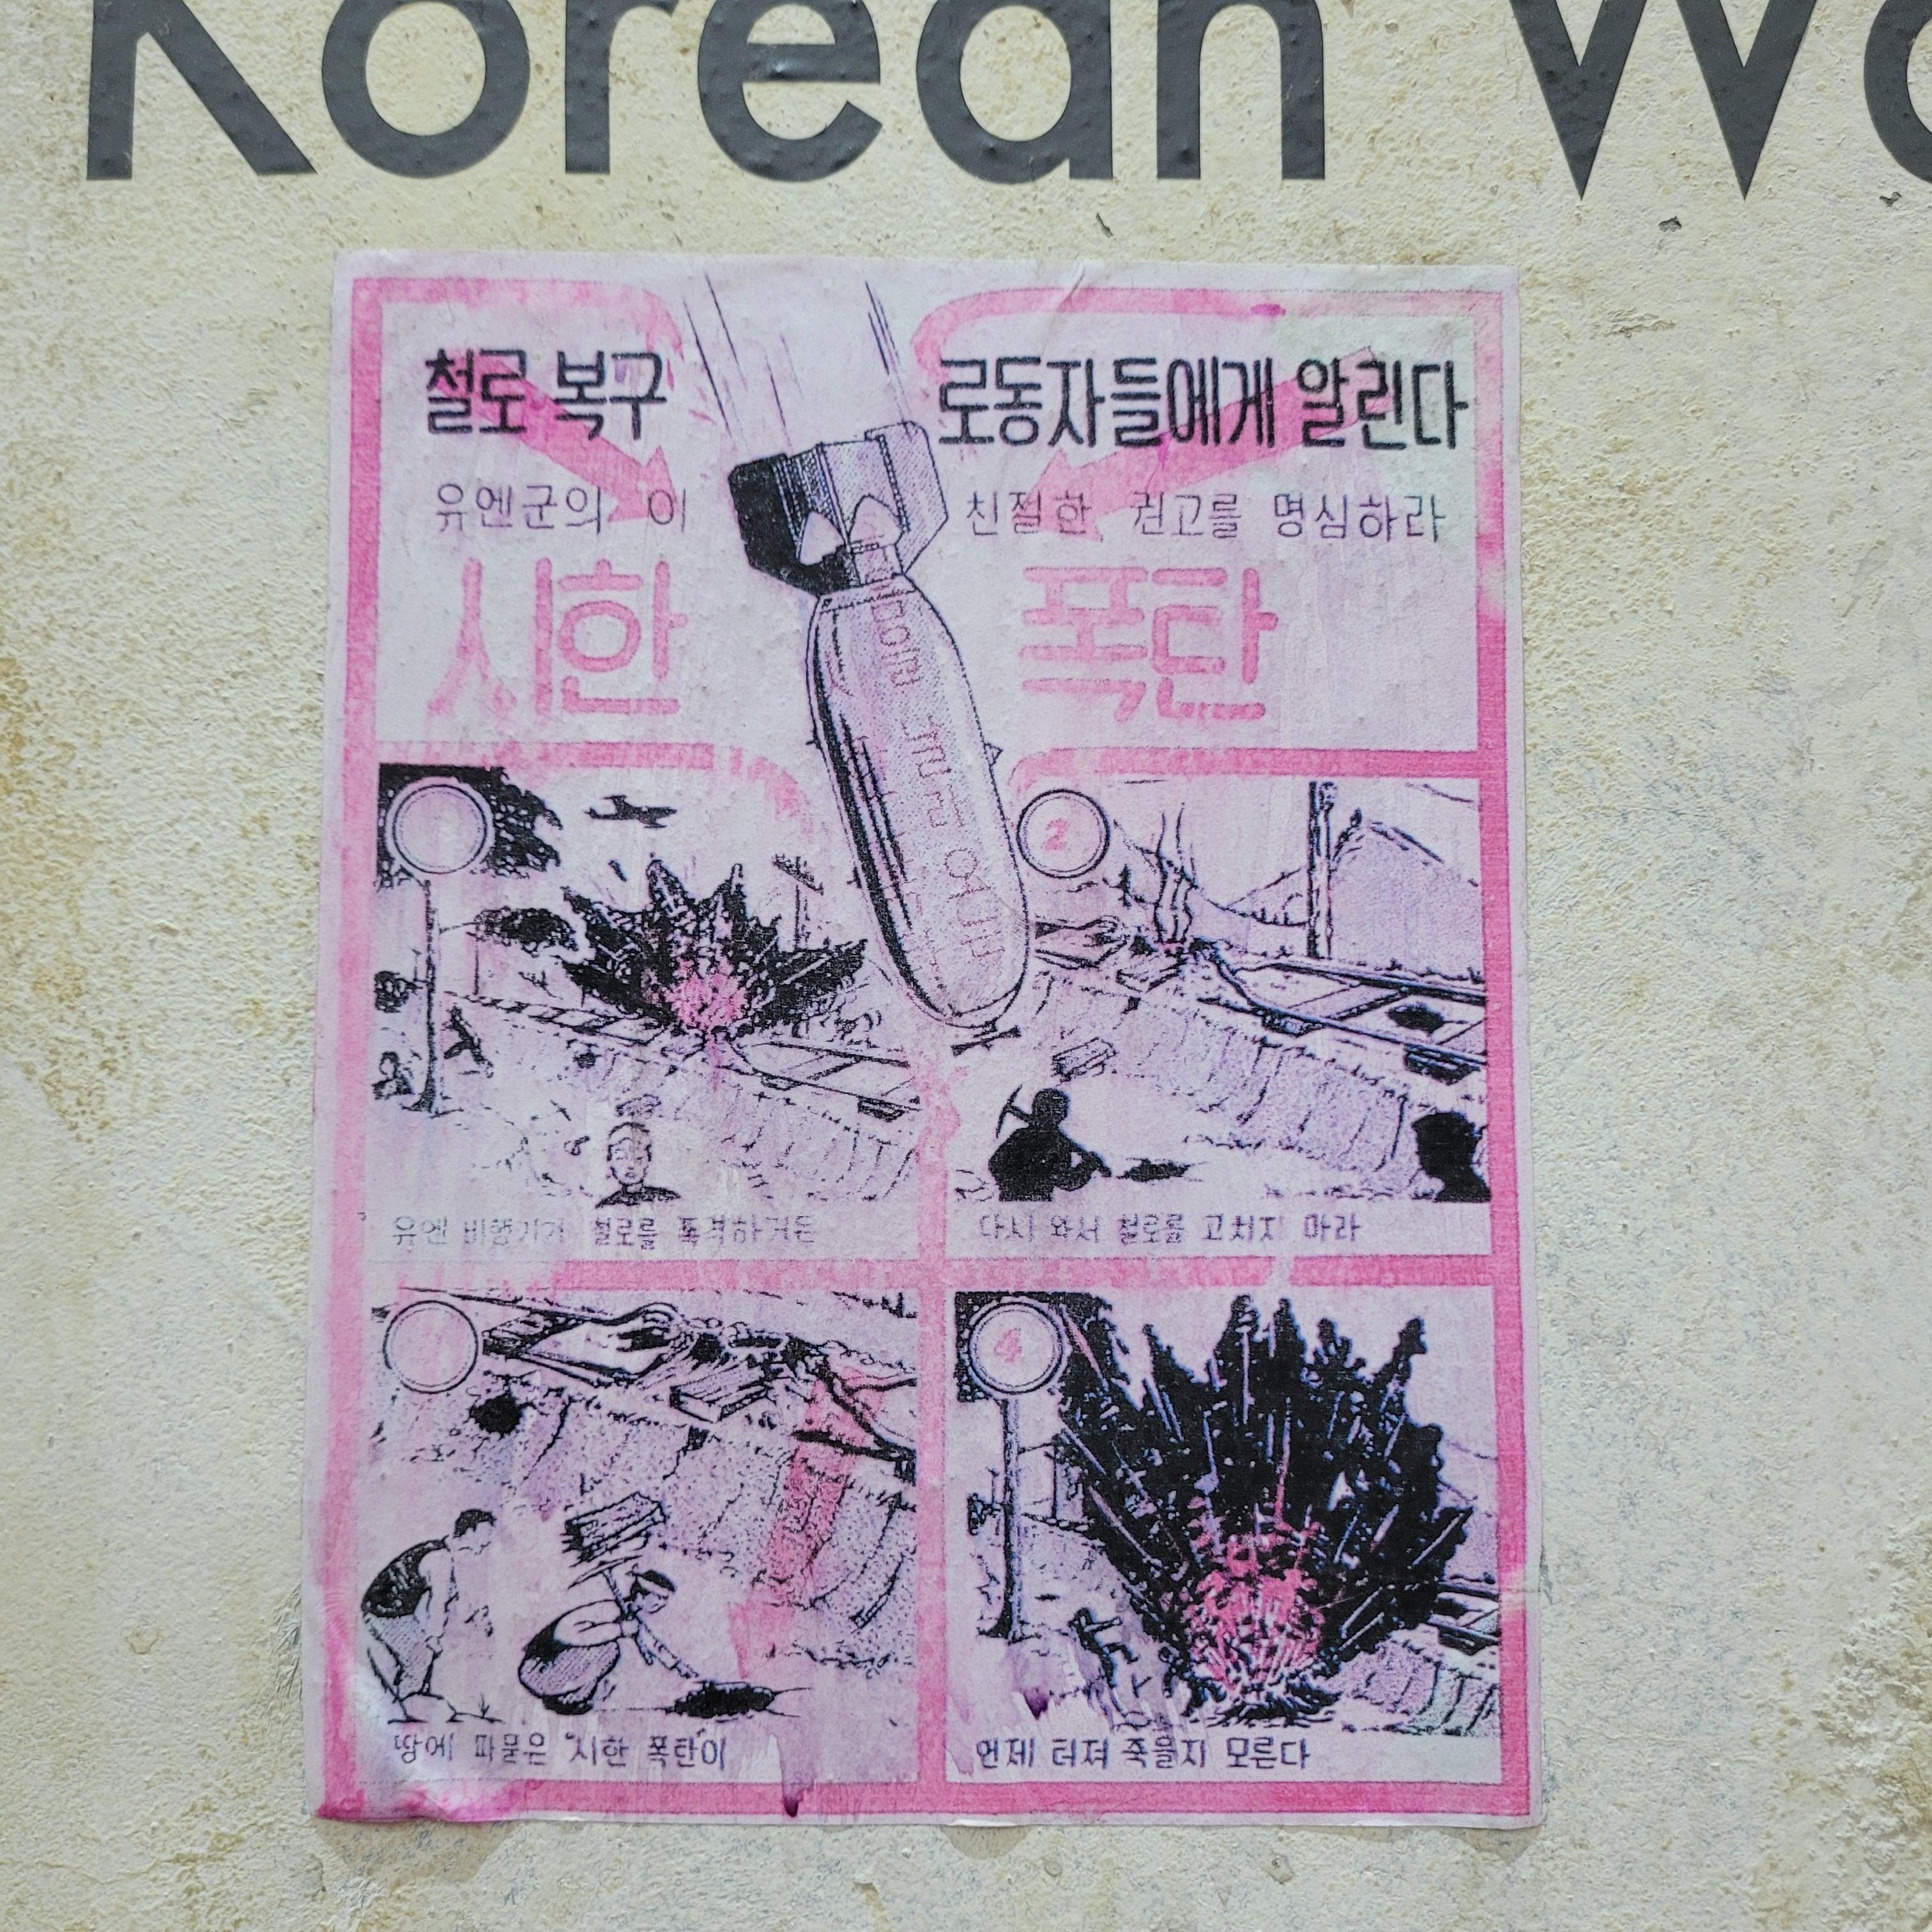 Korean Wa
철로 복구 로동자들에게 알린다
유엔군의 이 친절한 권고를 명심하라
시한 폭탄
2
유엔 비행기가 철로를 폭격하거든
다시 와서 철로를 고치지 마라
4
땅에 파묻은 "시한 폭탄"이
언제 터져 죽을지 모른다